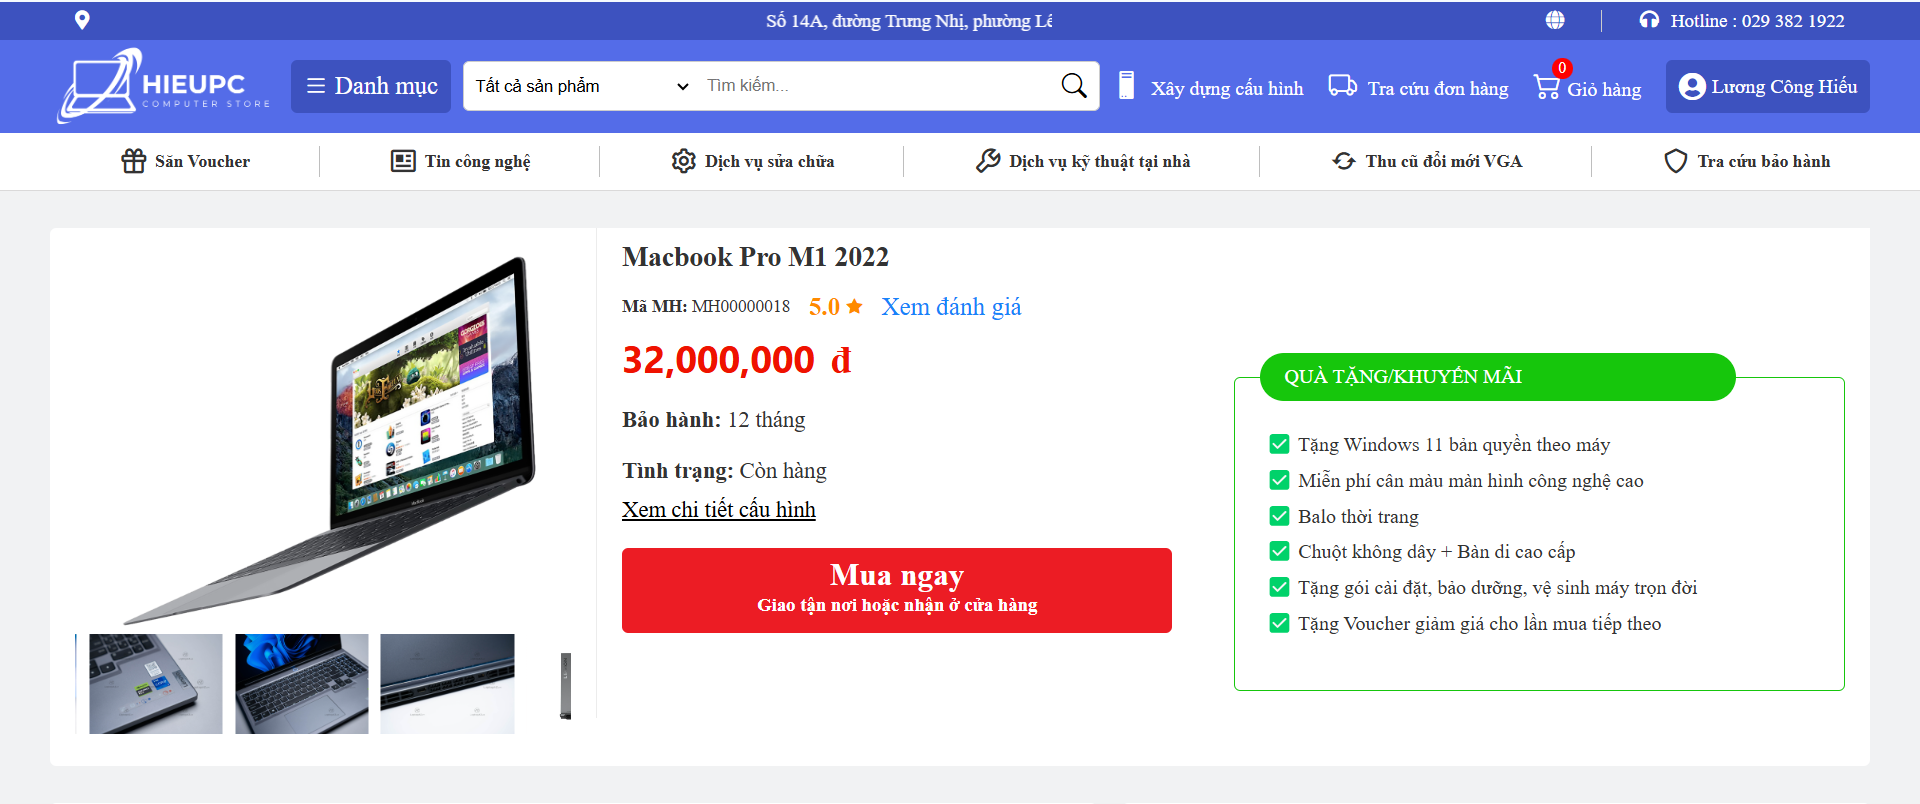 Số 14A, đường Trưng Nhị, phường Lê
Hotline : 029 382 1922
HIEUPC
COMPUTER STORE
Danh mục
Tất cả sản phẩm
Tìm kiếm...
Xây dựng cấu hình
Tra cứu đơn hàng
0
Giỏ hàng
Lương Công Hiếu
Săn Voucher
Tin công nghệ
Dịch vụ sửa chữa
Dịch vụ kỹ thuật tại nhà
Thu cũ đổi mới VGA
Tra cứu bảo hành
Macbook Pro M1 2022
Mã MH: MH00000018
5.0
Xem đánh giá
32,000,000 đ
Bảo hành: 12 tháng
Tình trạng: Còn hàng
Xem chi tiết cấu hình
Mua ngay
Giao tận nơi hoặc nhận ở cửa hàng
QUÀ TẶNG/KHUYẾN MÃI
Tặng Windows 11 bản quyền theo máy
Miễn phí cân màu màn hình công nghệ cao
Balo thời trang
Chuột không dây + Bàn di cao cấp
Tặng gói cài đặt, bảo dưỡng, vệ sinh máy trọn đời
Tặng Voucher giảm giá cho lần mua tiếp theo